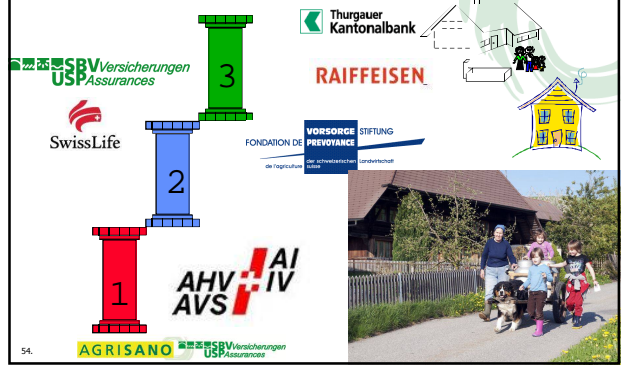 Thurgauer
Kantonalbank
SBV Versicherungen
USP Assurances
3
RAIFFEISEN
SwissLife
FONDATION DE
VORSORGE STIFTUNG
PREVOYANCE
de l'agriculture
der schweizerischen Landwirtschaft
suisse
2
1
AHV AI
AVS IV
54.
AGRISANO
SBV Versicherungen
USP Assurances